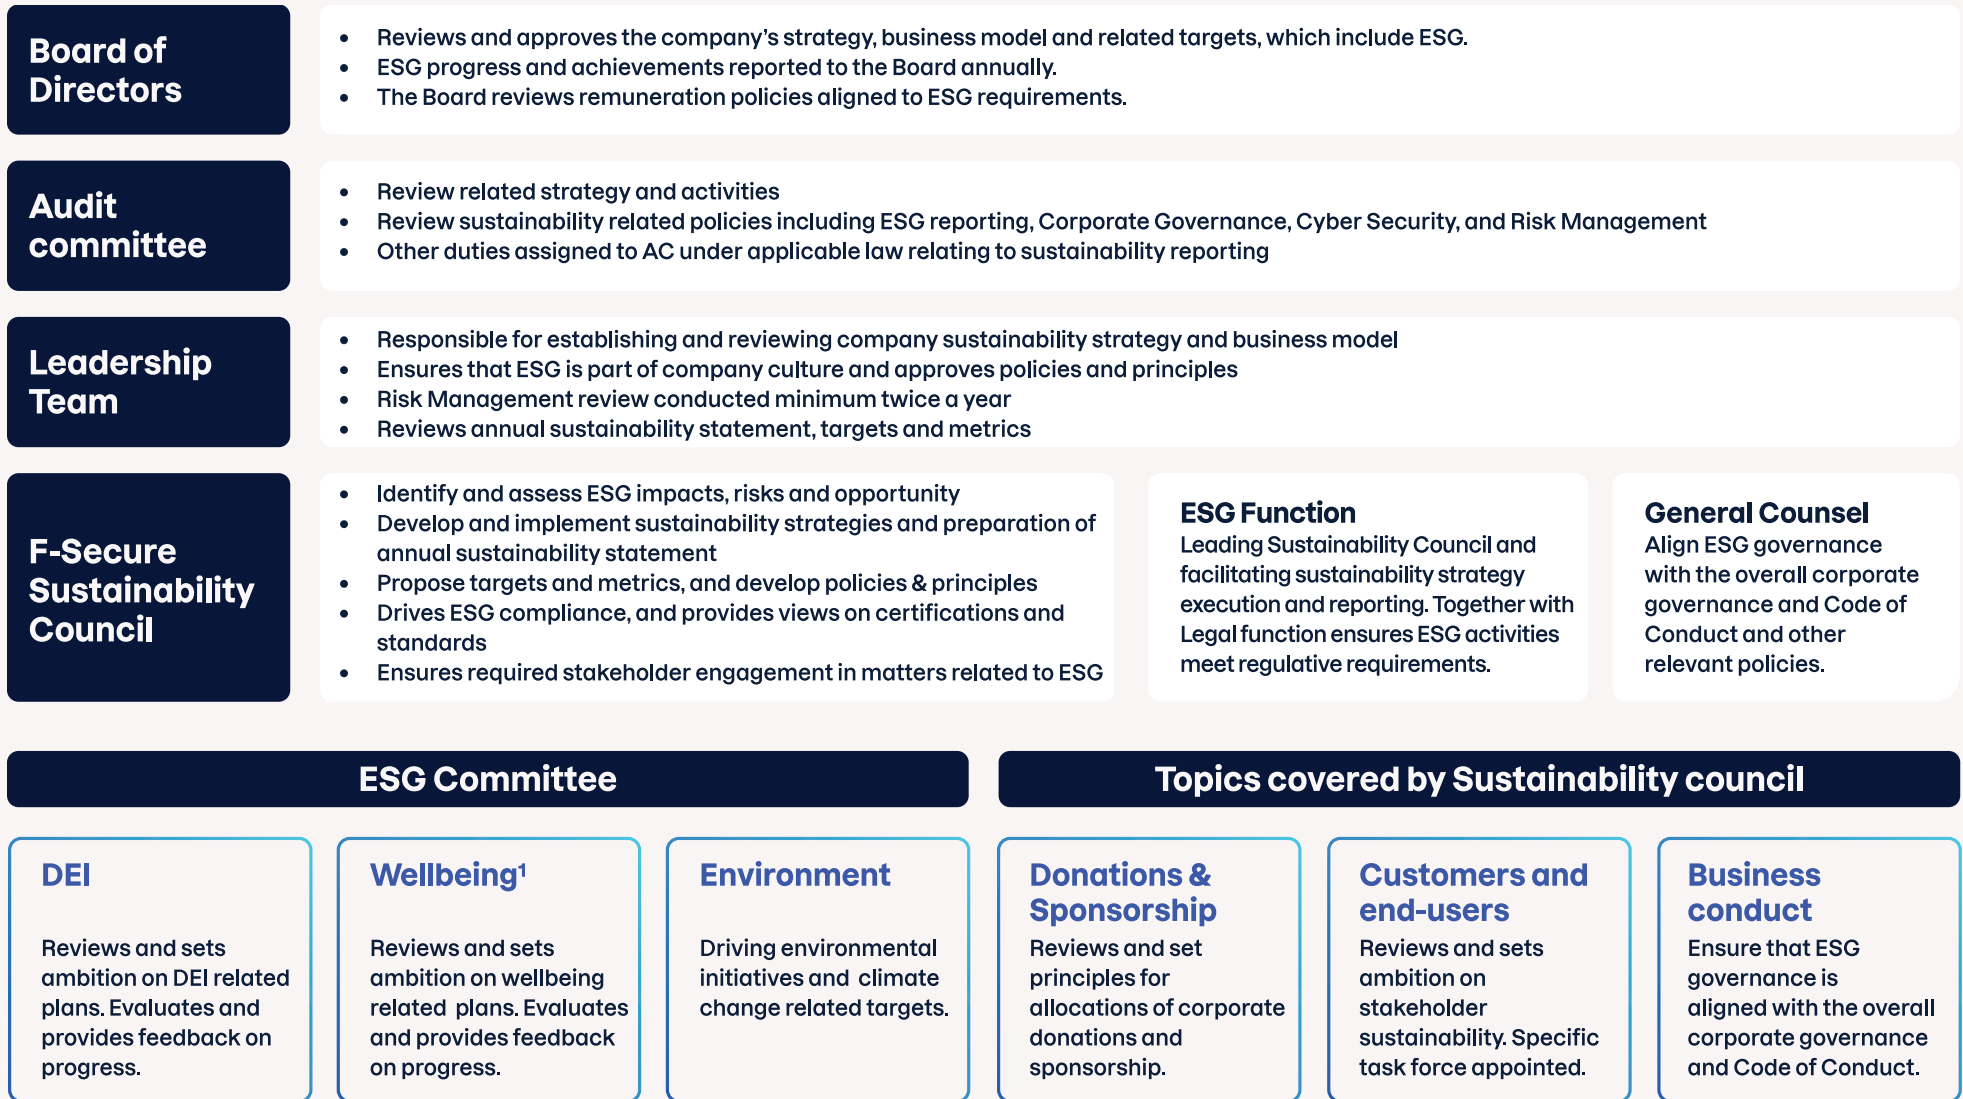 Board of
Directors
• Reviews and approves the company’s strategy, business model and related targets, which include ESG.
• ESG progress and achievements reported to the Board annually.
• The Board reviews remuneration policies aligned to ESG requirements.
Audit
committee
• Review related strategy and activities
• Review sustainability related policies including ESG reporting, Corporate Governance, Cyber Security, and Risk Management
• Other duties assigned to AC under applicable law relating to sustainability reporting
Leadership
Team
• Responsible for establishing and reviewing company sustainability strategy and business model
• Ensures that ESG is part of company culture and approves policies and principles
• Risk Management review conducted minimum twice a year
• Reviews annual sustainability statement, targets and metrics
F-Secure
Sustainability
Council
• Identify and assess ESG impacts, risks and opportunity
• Develop and implement sustainability strategies and preparation of
annual sustainability statement
• Propose targets and metrics, and develop policies & principles
• Drives ESG compliance, and provides views on certifications and
standards
• Ensures required stakeholder engagement in matters related to ESG
ESG Function
Leading Sustainability Council and
facilitating sustainability strategy
execution and reporting. Together with
Legal function ensures ESG activities
meet regulative requirements.
General Counsel
Align ESG governance
with the overall corporate
governance and Code of
Conduct and other
relevant policies.
ESG Committee
DEI
Reviews and sets
ambition on DEI related
plans. Evaluates and
provides feedback on
progress.
Wellbeing¹
Reviews and sets
ambition on wellbeing
related plans. Evaluates
and provides feedback
on progress.
Environment
Driving environmental
initiatives and climate
change related targets.
Topics covered by Sustainability council
Donations &
Sponsorship
Reviews and set
principles for
allocations of corporate
donations and
sponsorship.
Customers and
end-users
Reviews and sets
ambition on
stakeholder
sustainability. Specific
task force appointed.
Business
conduct
Ensure that ESG
governance is
aligned with the overall
corporate governance
and Code of Conduct.